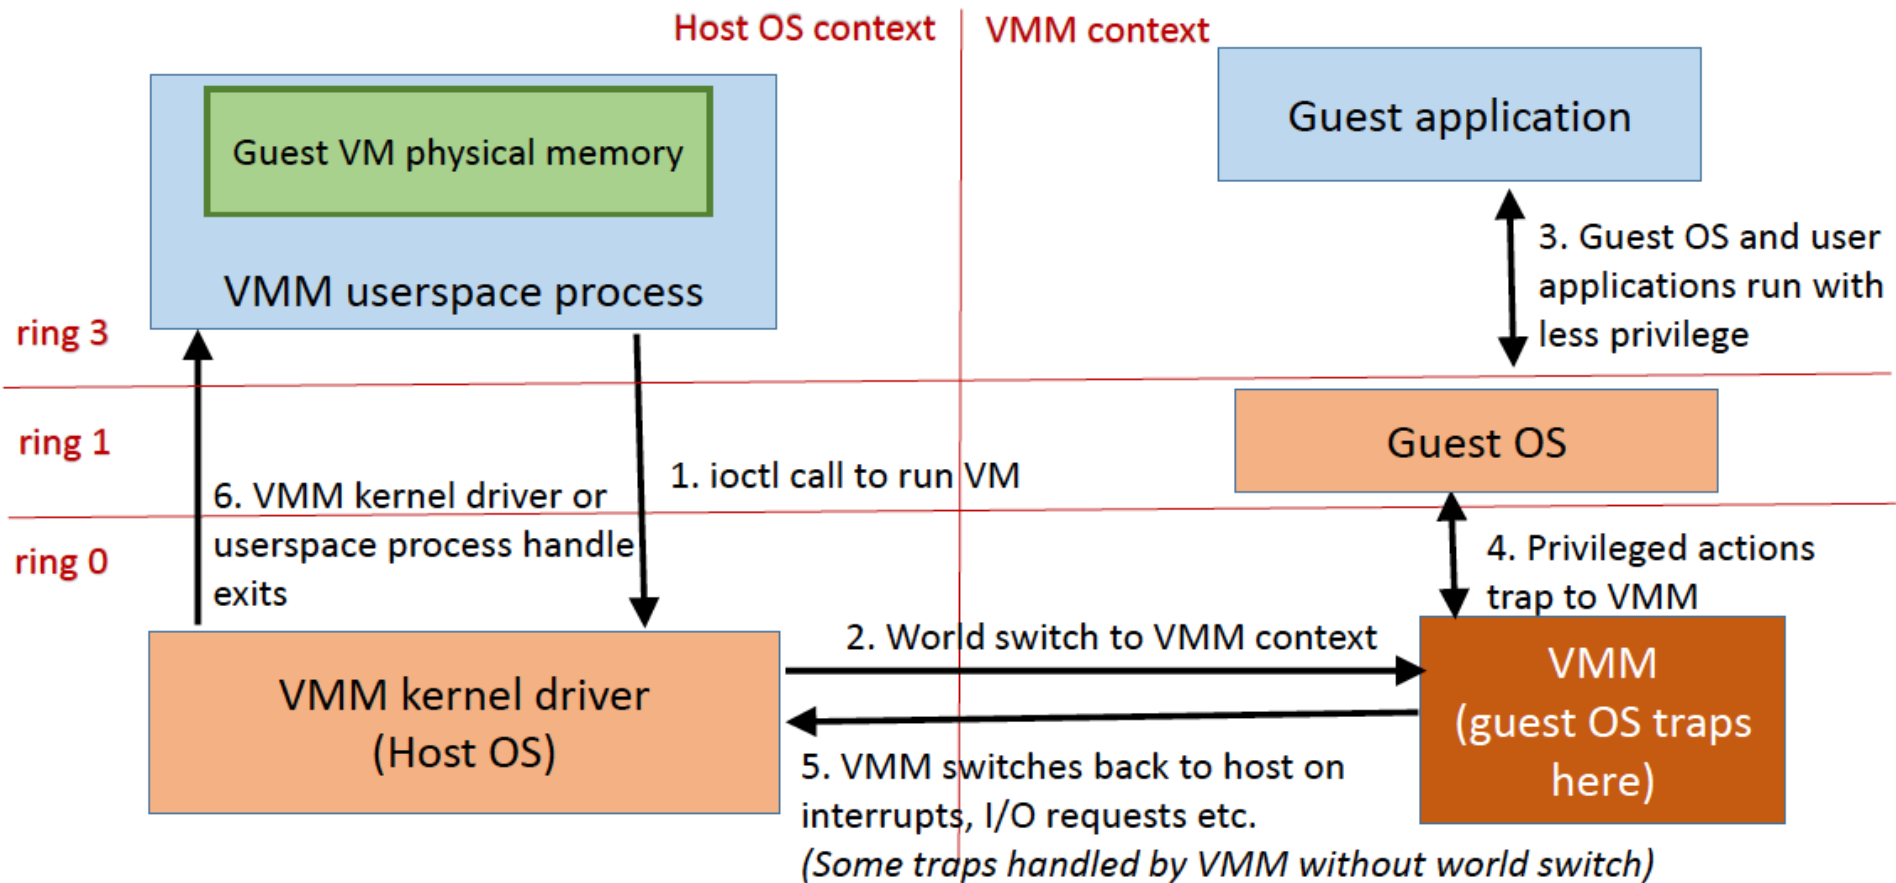 Host OS context
VMM context
Guest VM physical memory
VMM userspace process
Guest application
3. Guest OS and user
applications run with
less privilege
ring 3
ring 1
Guest OS
1. ioctl call to run VM
6. VMM kernel driver or
userspace process handle
exits
ring 0
4. Privileged actions
trap to VMM
2. World switch to VMM context
VMM kernel driver
(Host OS)
VMM
(guest OS traps
here)
5. VMM switches back to host on
interrupts, I/O requests etc.
(Some traps handled by VMM without world switch)